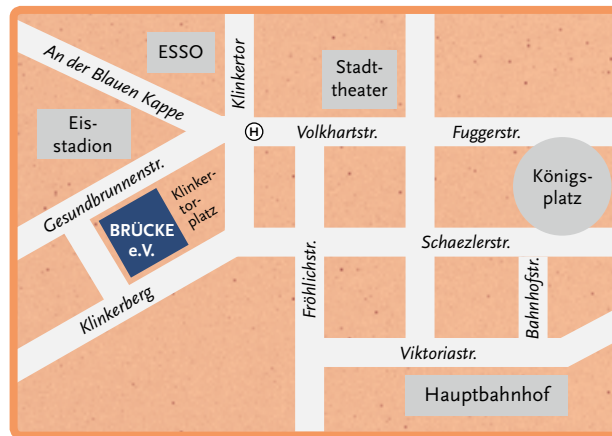 An der Blauen Kappe
ESSO
Klinkertor
Stadt-
theater
Eis-
stadion
H
Volkhartstr.
Fuggerstr.
Gesundbrunnenstr.
Klinker-
tor-
platz
Königs-
platz
BRÜCKE
e.V.
Schaezlerstr.
Klinkerberg
Fröhlichstr.
Bahnhofstr.
Viktoriastr.
Hauptbahnhof